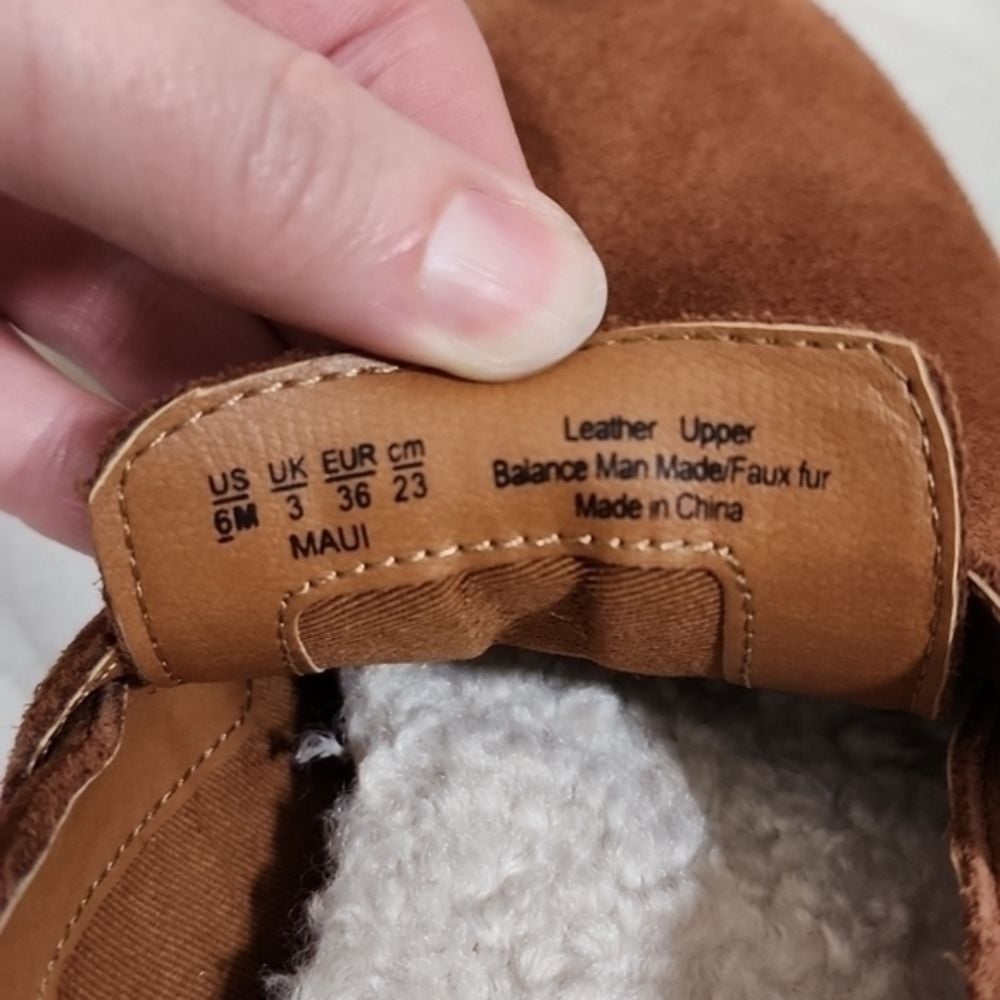 US UK EUR cm
6M 3 36 23
MAUI
Leather Upper
Balance Man Made/Faux fur
Made in China